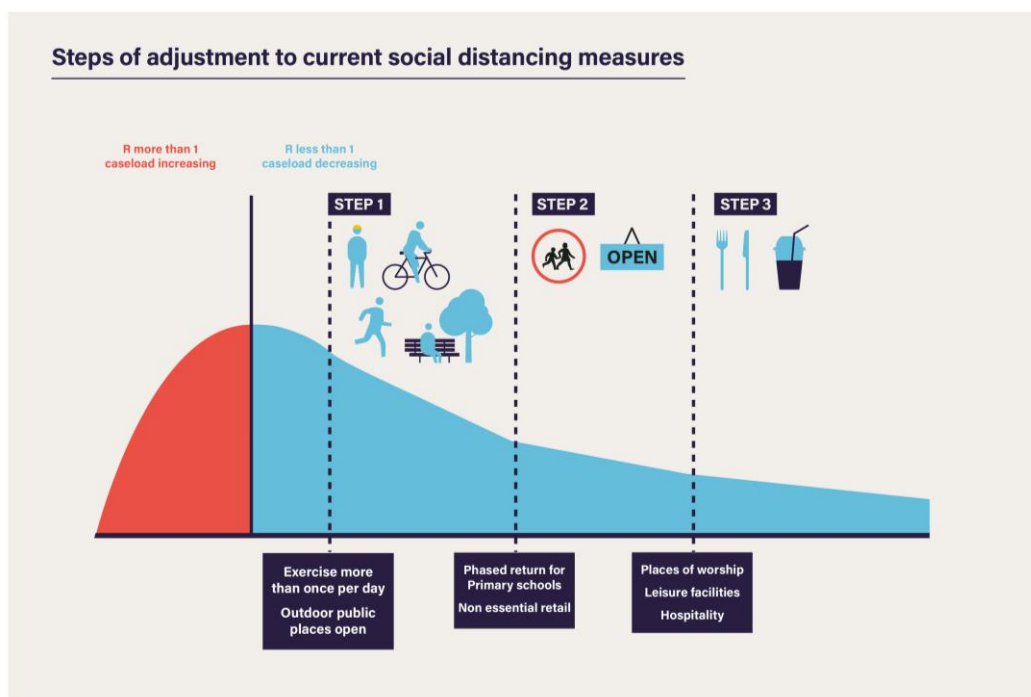 Steps of adjustment to current social distancing measures
R more than 1
caseload increasing
R less than 1
caseload decreasing
STEP 1
STEP 2
STEP 3
OPEN
Exercise more
than once per day
Outdoor public
places open
Phased return for
Primary schools
Non essential retail
Places of worship
Leisure facilities
Hospitality